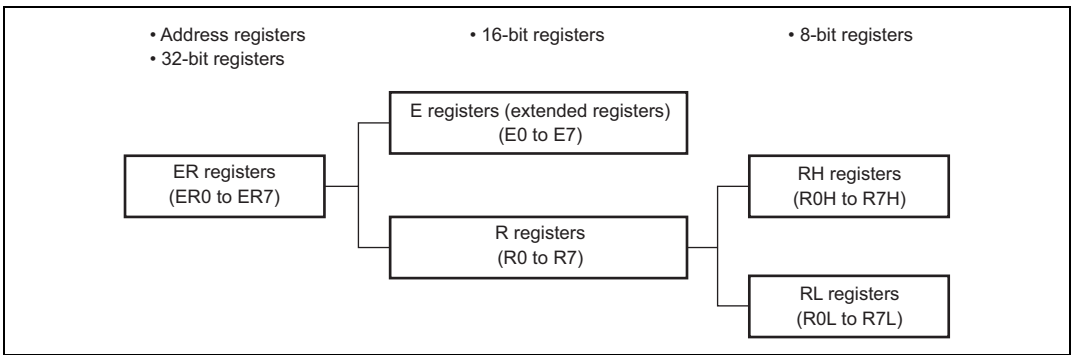 • Address registers
• 32-bit registers
• 16-bit registers
• 8-bit registers
E registers (extended registers)
(E0 to E7)
ER registers
(ER0 to ER7)
RH registers
(R0H to R7H)
R registers
(R0 to R7)
RL registers
(R0L to R7L)